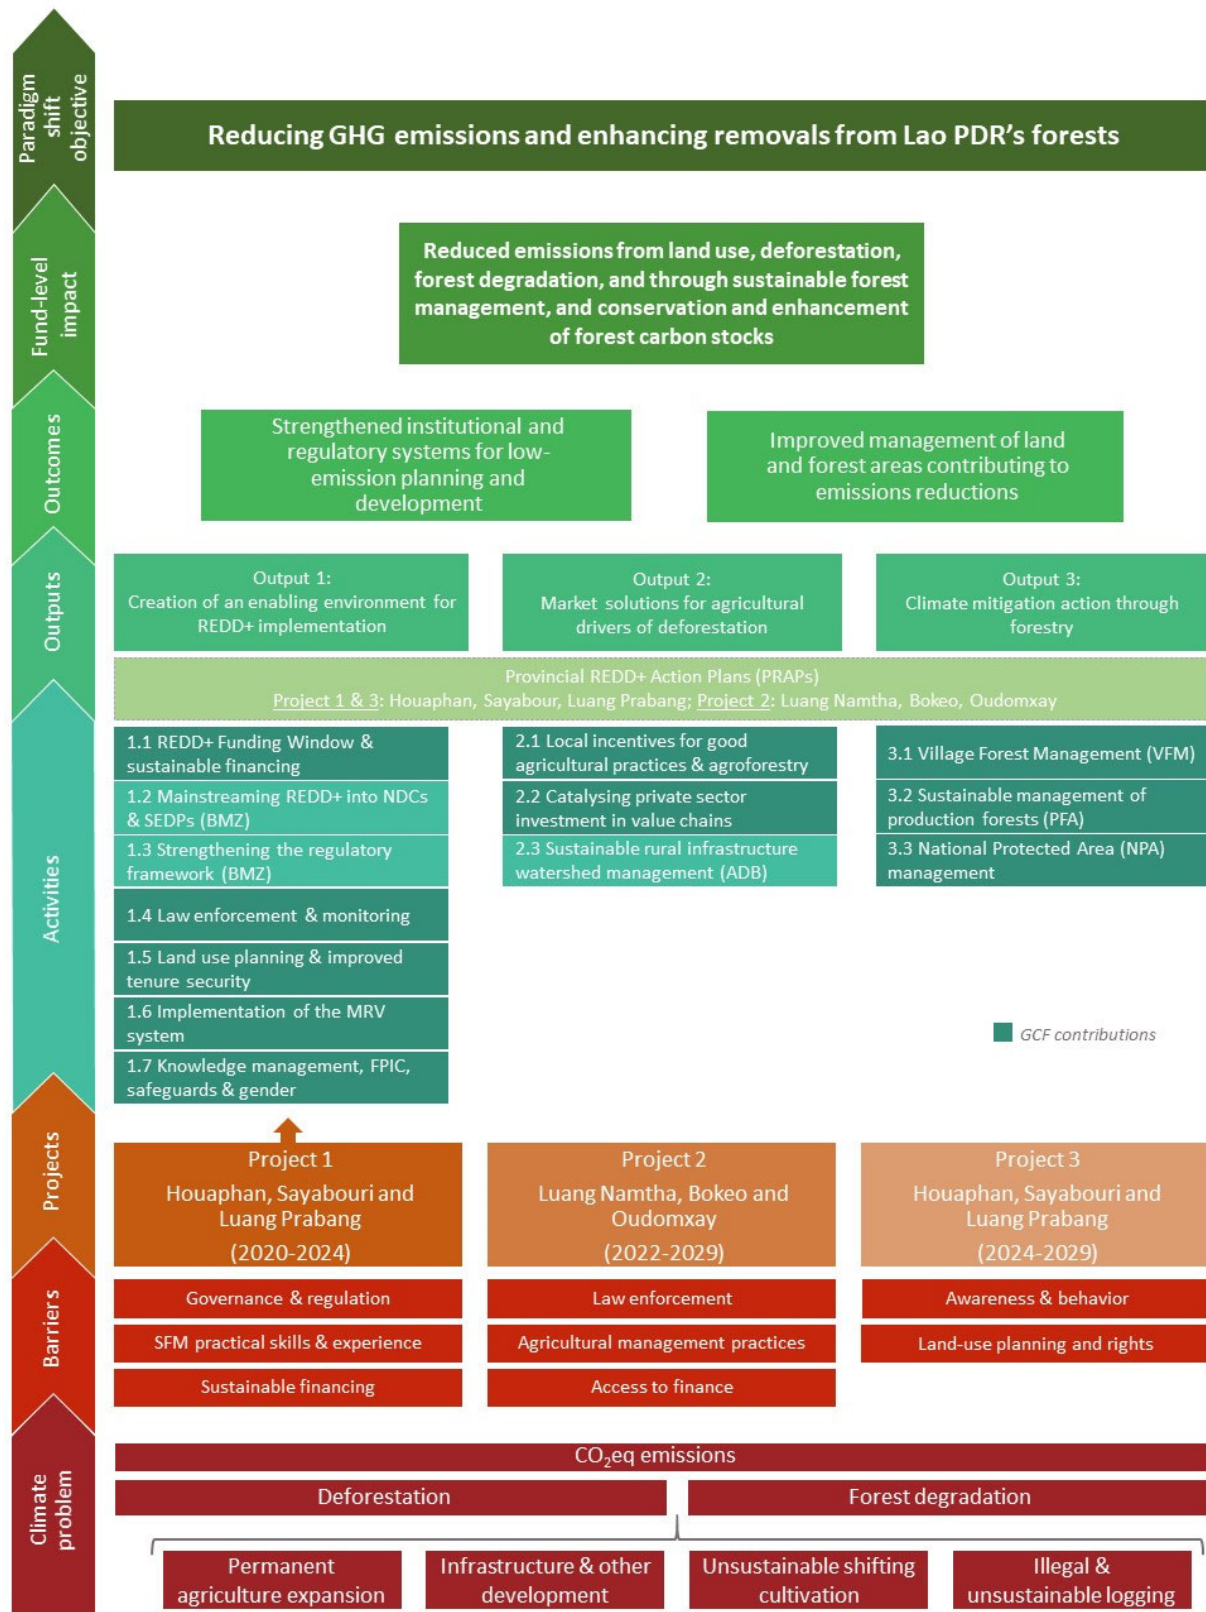 Paradigm
shift
objective
Reducing GHG emissions and enhancing removals from Lao PDR's forests
Fund-level
impact
Reduced emissions from land use, deforestation,
forest degradation, and through sustainable forest
management, and conservation and enhancement
of forest carbon stocks
Outcomes
Strengthened institutional and
regulatory systems for low-
emission planning and
development
Improved management of land
and forest areas contributing to
emissions reductions
Outputs
Output 1:
Creation of an enabling environment for
REDD+ implementation
Output 2:
Market solutions for agricultural
drivers of deforestation
Output 3:
Climate mitigation action through
forestry
Provincial REDD+ Action Plans (PRAPs)
Project 1 & 3: Houaphan, Sayabour, Luang Prabang; Project 2: Luang Namtha, Bokeo, Oudomxay
Activities
1.1 REDD+ Funding Window &
sustainable financing
1.2 Mainstreaming REDD+ into NDCs
& SEDPs (BMZ)
1.3 Strengthening the regulatory
framework (BMZ)
1.4 Law enforcement & monitoring
1.5 Land use planning & improved
tenure security
1.6 Implementation of the MRV
system
1.7 Knowledge management, FPIC,
safeguards & gender
2.1 Local incentives for good
agricultural practices & agroforestry
2.2 Catalysing private sector
investment in value chains
2.3 Sustainable rural infrastructure
watershed management (ADB)
3.1 Village Forest Management (VFM)
3.2 Sustainable management of
production forests (PFA)
3.3 National Protected Area (NPA)
management
GCF contributions
Projects
Project 1
Houaphan, Sayabouri and
Luang Prabang
(2020-2024)
Project 2
Luang Namtha, Bokeo and
Oudomxay
(2022-2029)
Project 3
Houaphan, Sayabouri and
Luang Prabang
(2024-2029)
Barriers
Governance & regulation
Law enforcement
Awareness & behavior
SFM practical skills & experience
Agricultural management practices
Land-use planning and rights
Sustainable financing
Access to finance
Climate
problem
CO₂eq emissions
Deforestation
Forest degradation
Permanent
agriculture expansion
Infrastructure & other
development
Unsustainable shifting
cultivation
Illegal &
unsustainable logging